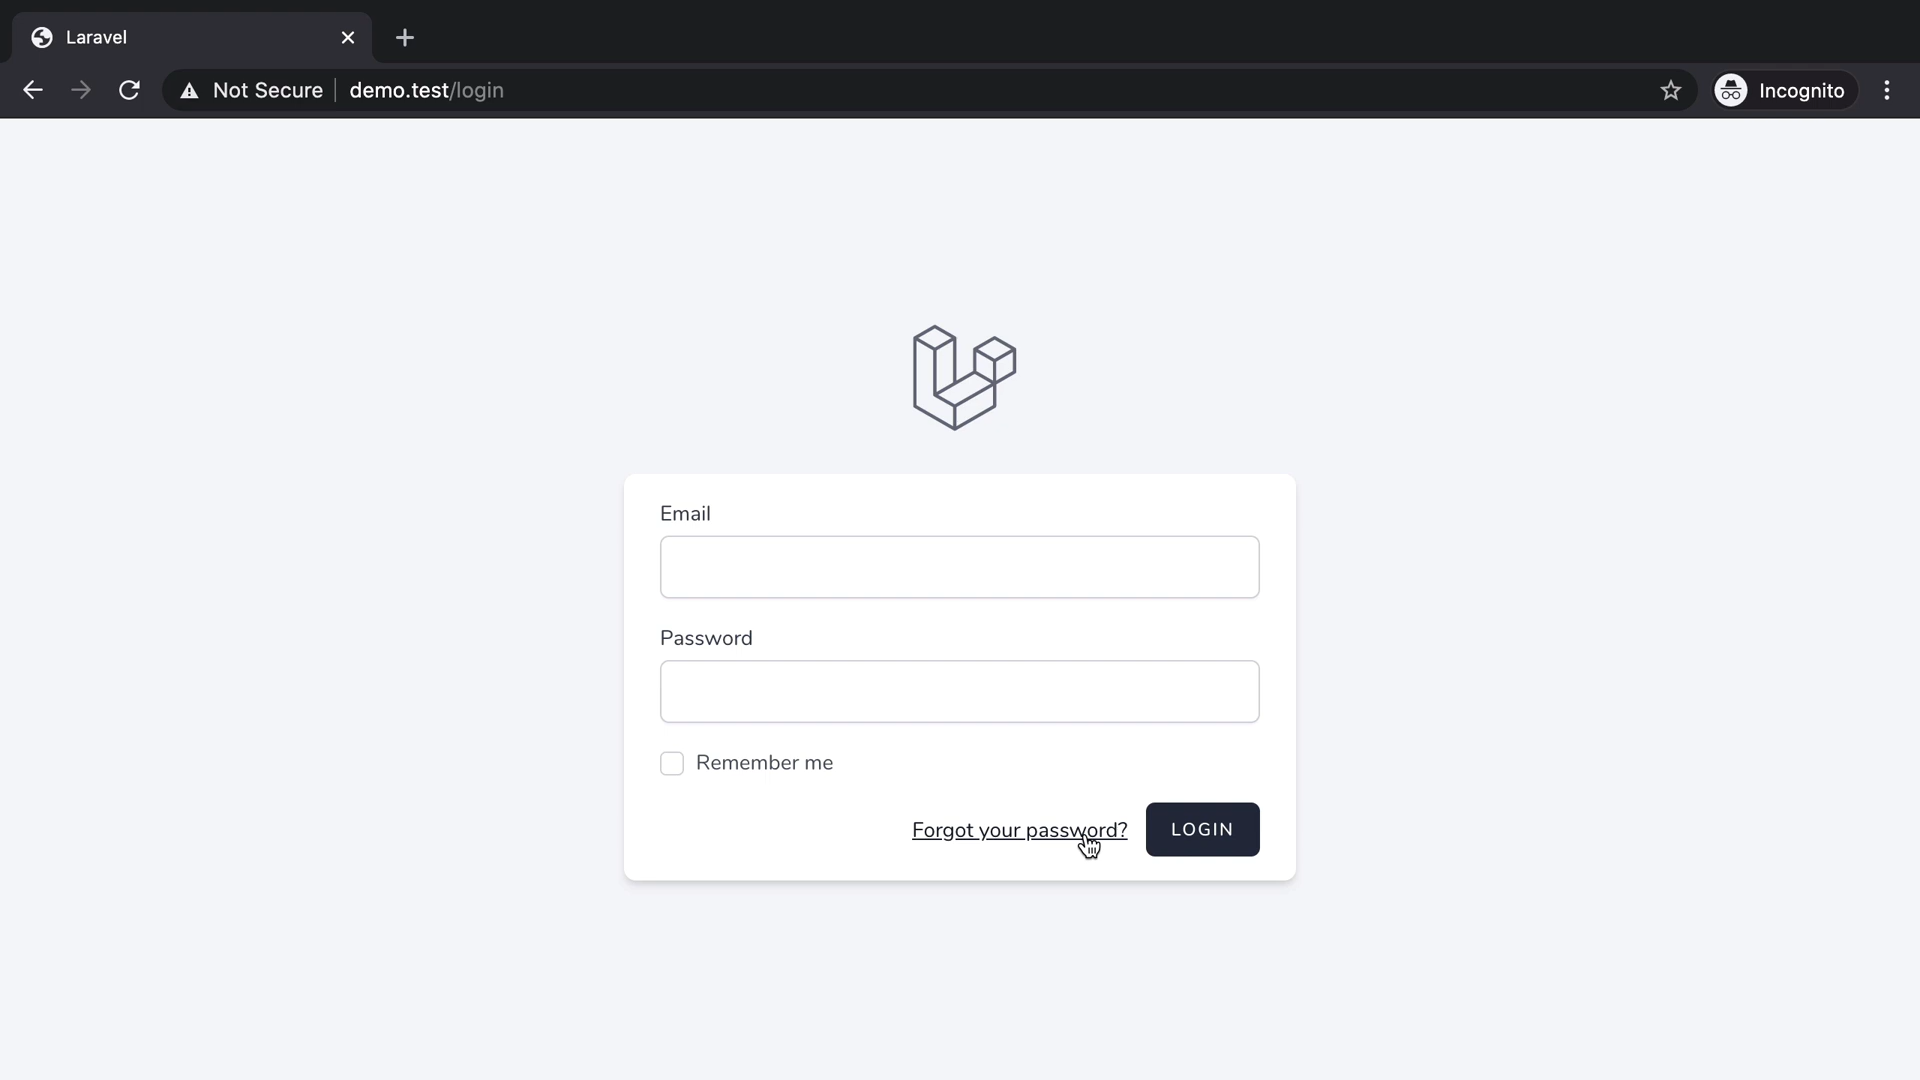 Laravel
Not Secure demo.test/login Incognito
Email
Password
Remember me
Forgot your password? LOGIN